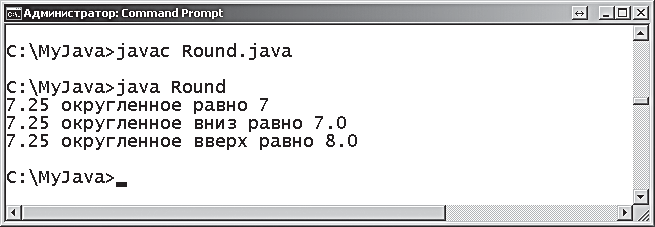 Администратор: Command Prompt
C:\MyJava>javac Round.java
C:\MyJava>java Round
7.25 округленное равно 7
7.25 округленное вниз равно 7.0
7.25 округленное вверх равно 8.0
C:\MyJava>